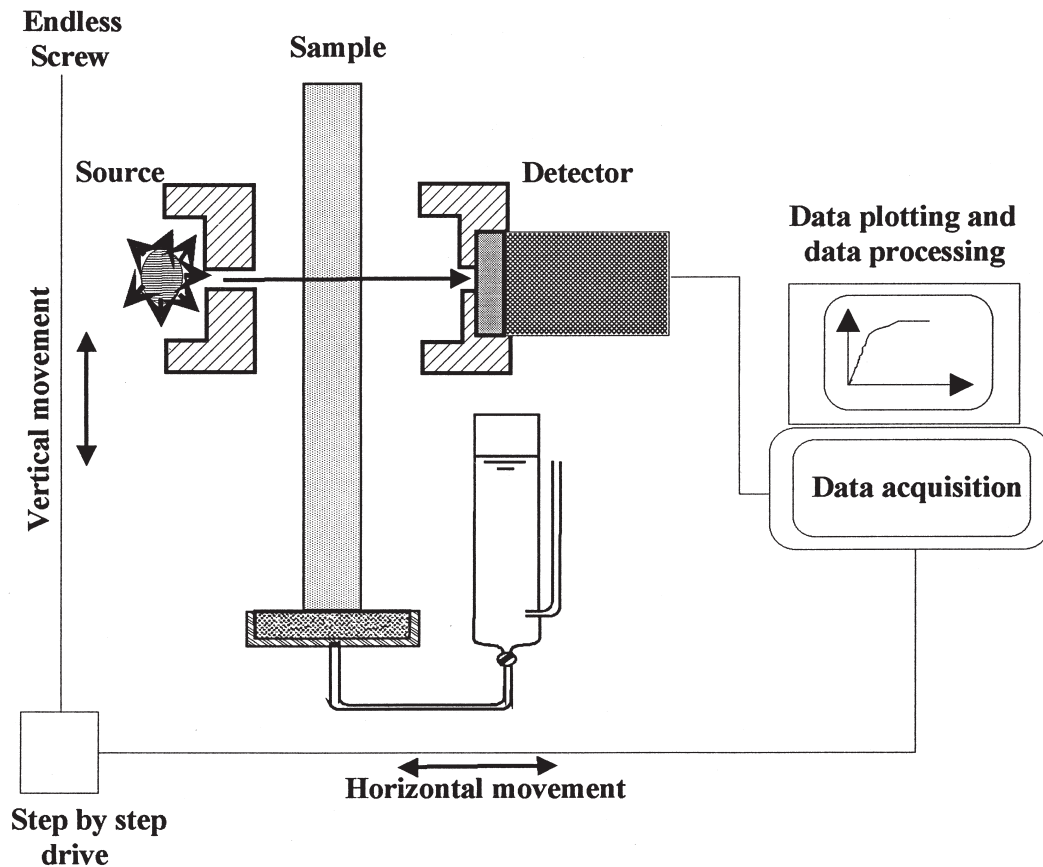 Endless
Screw
Sample
Source
Detector
Data plotting and
data processing
Vertical movement
Data acquisition
Horizontal movement
Step by step
drive